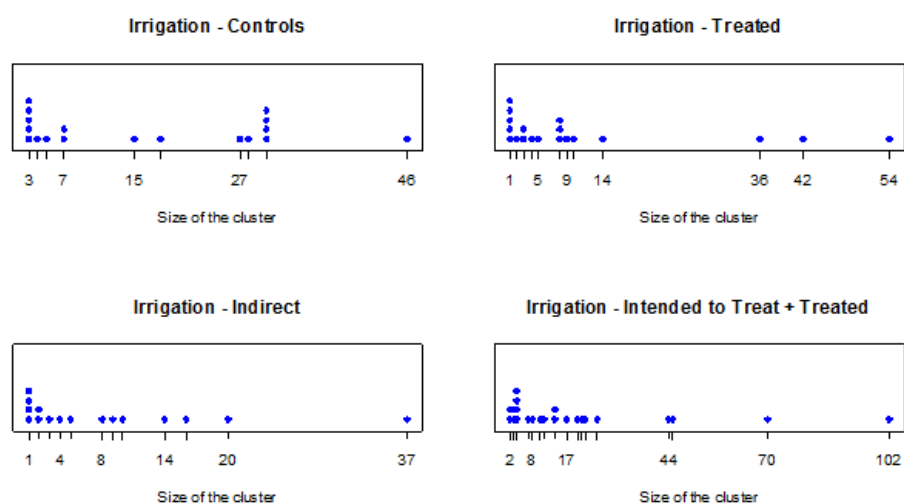 Irrigation - Controls
3 7 15 27 46
Size of the cluster
Irrigation - Treated
1 5 9 14 36 42 54
Size of the cluster
Irrigation - Indirect
1 4 8 14 20 37
Size of the cluster
Irrigation - Intended to Treat + Treated
2 8 17 44 70 102
Size of the cluster